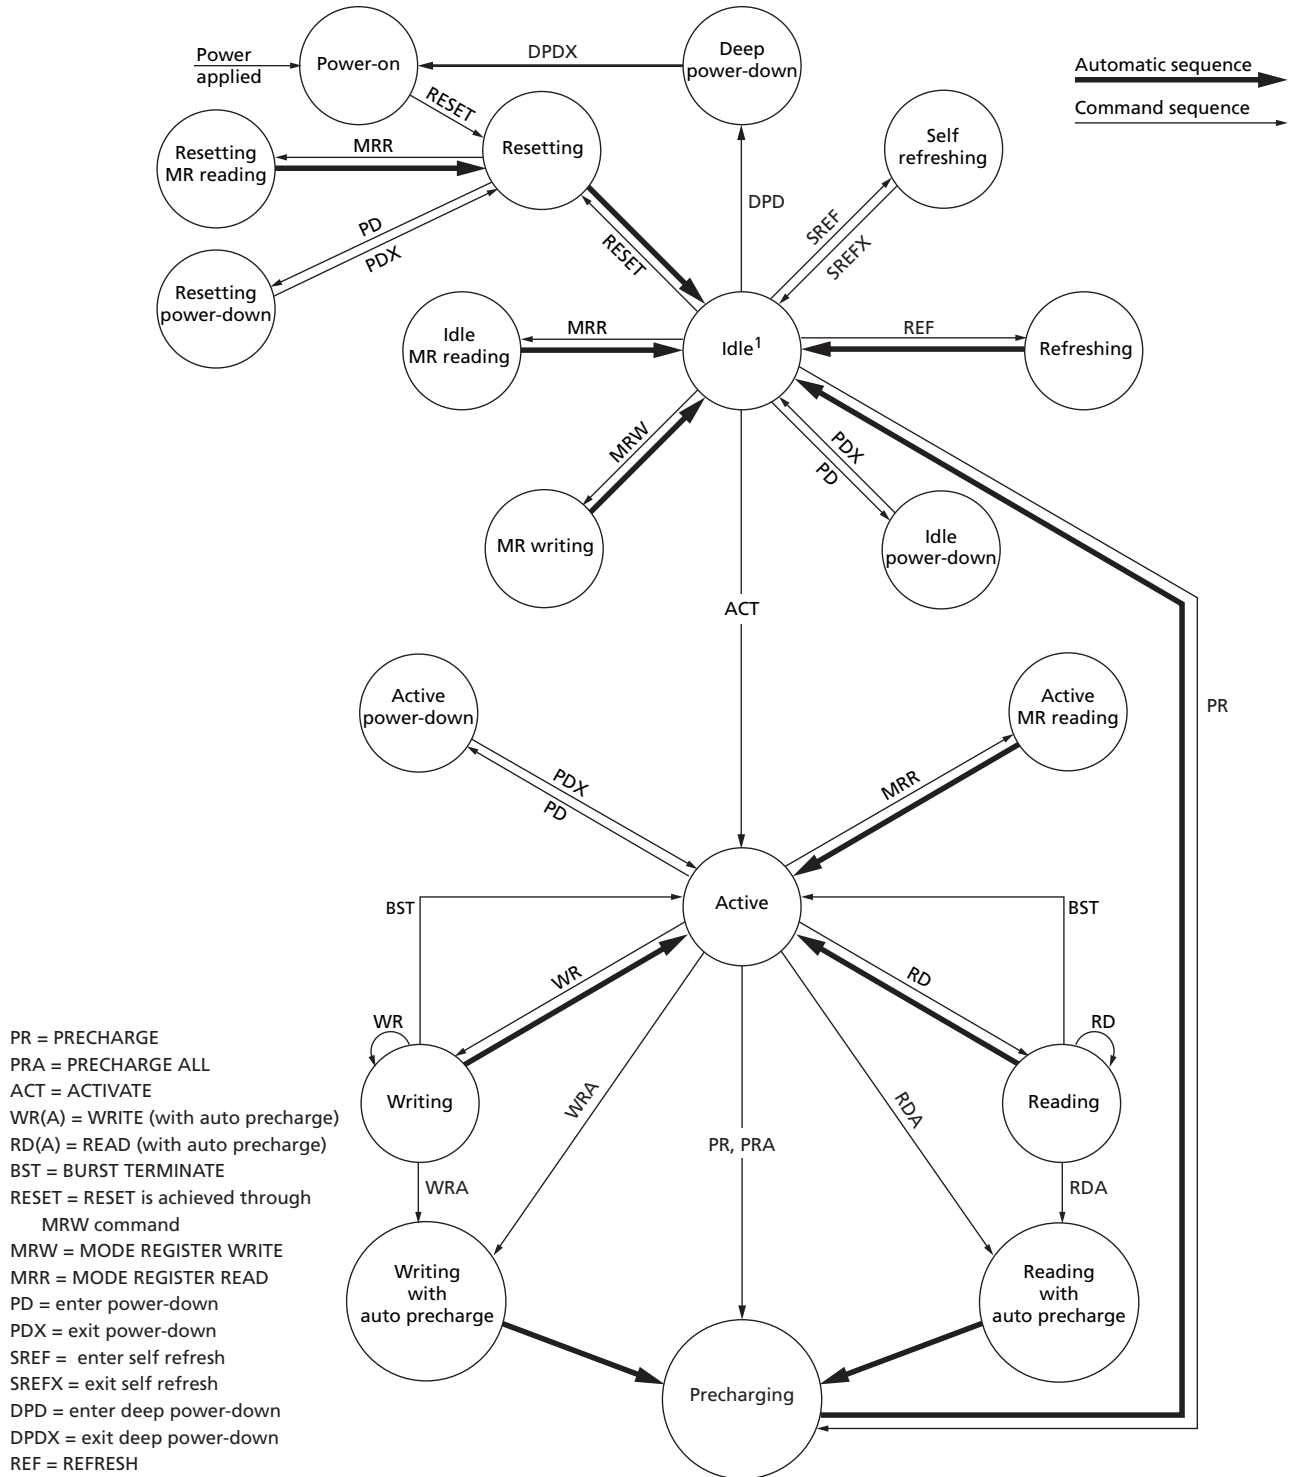 Power
applied
Power-on
DPDX
Deep
power-down
Automatic sequence
Command sequence
RESET
Resetting
MR reading
MRR
Resetting
Self
refreshing
PD
PDX
RESET
DPD
SREF
SREFX
Resetting
power-down
Idle
MR reading
MRR
Idle1
REF
Refreshing
MRW
PDX
PD
MR writing
Idle
power-down
ACT
Active
power-down
Active
MR reading
PR
PDX
PD
MRR
BST
Active
BST
WR
RD
WR
RD
Writing
WRA
PR, PRA
RDA
Reading
WRA
RDA
Writing
with
auto precharge
Reading
with
auto precharge
Precharging
PR = PRECHARGE
PRA = PRECHARGE ALL
ACT = ACTIVATE
WR(A) = WRITE (with auto precharge)
RD(A) = READ (with auto precharge)
BST = BURST TERMINATE
RESET = RESET is achieved through
MRW command
MRW = MODE REGISTER WRITE
MRR = MODE REGISTER READ
PD = enter power-down
PDX = exit power-down
SREF = enter self refresh
SREFX = exit self refresh
DPD = enter deep power-down
DPDX = exit deep power-down
REF = REFRESH